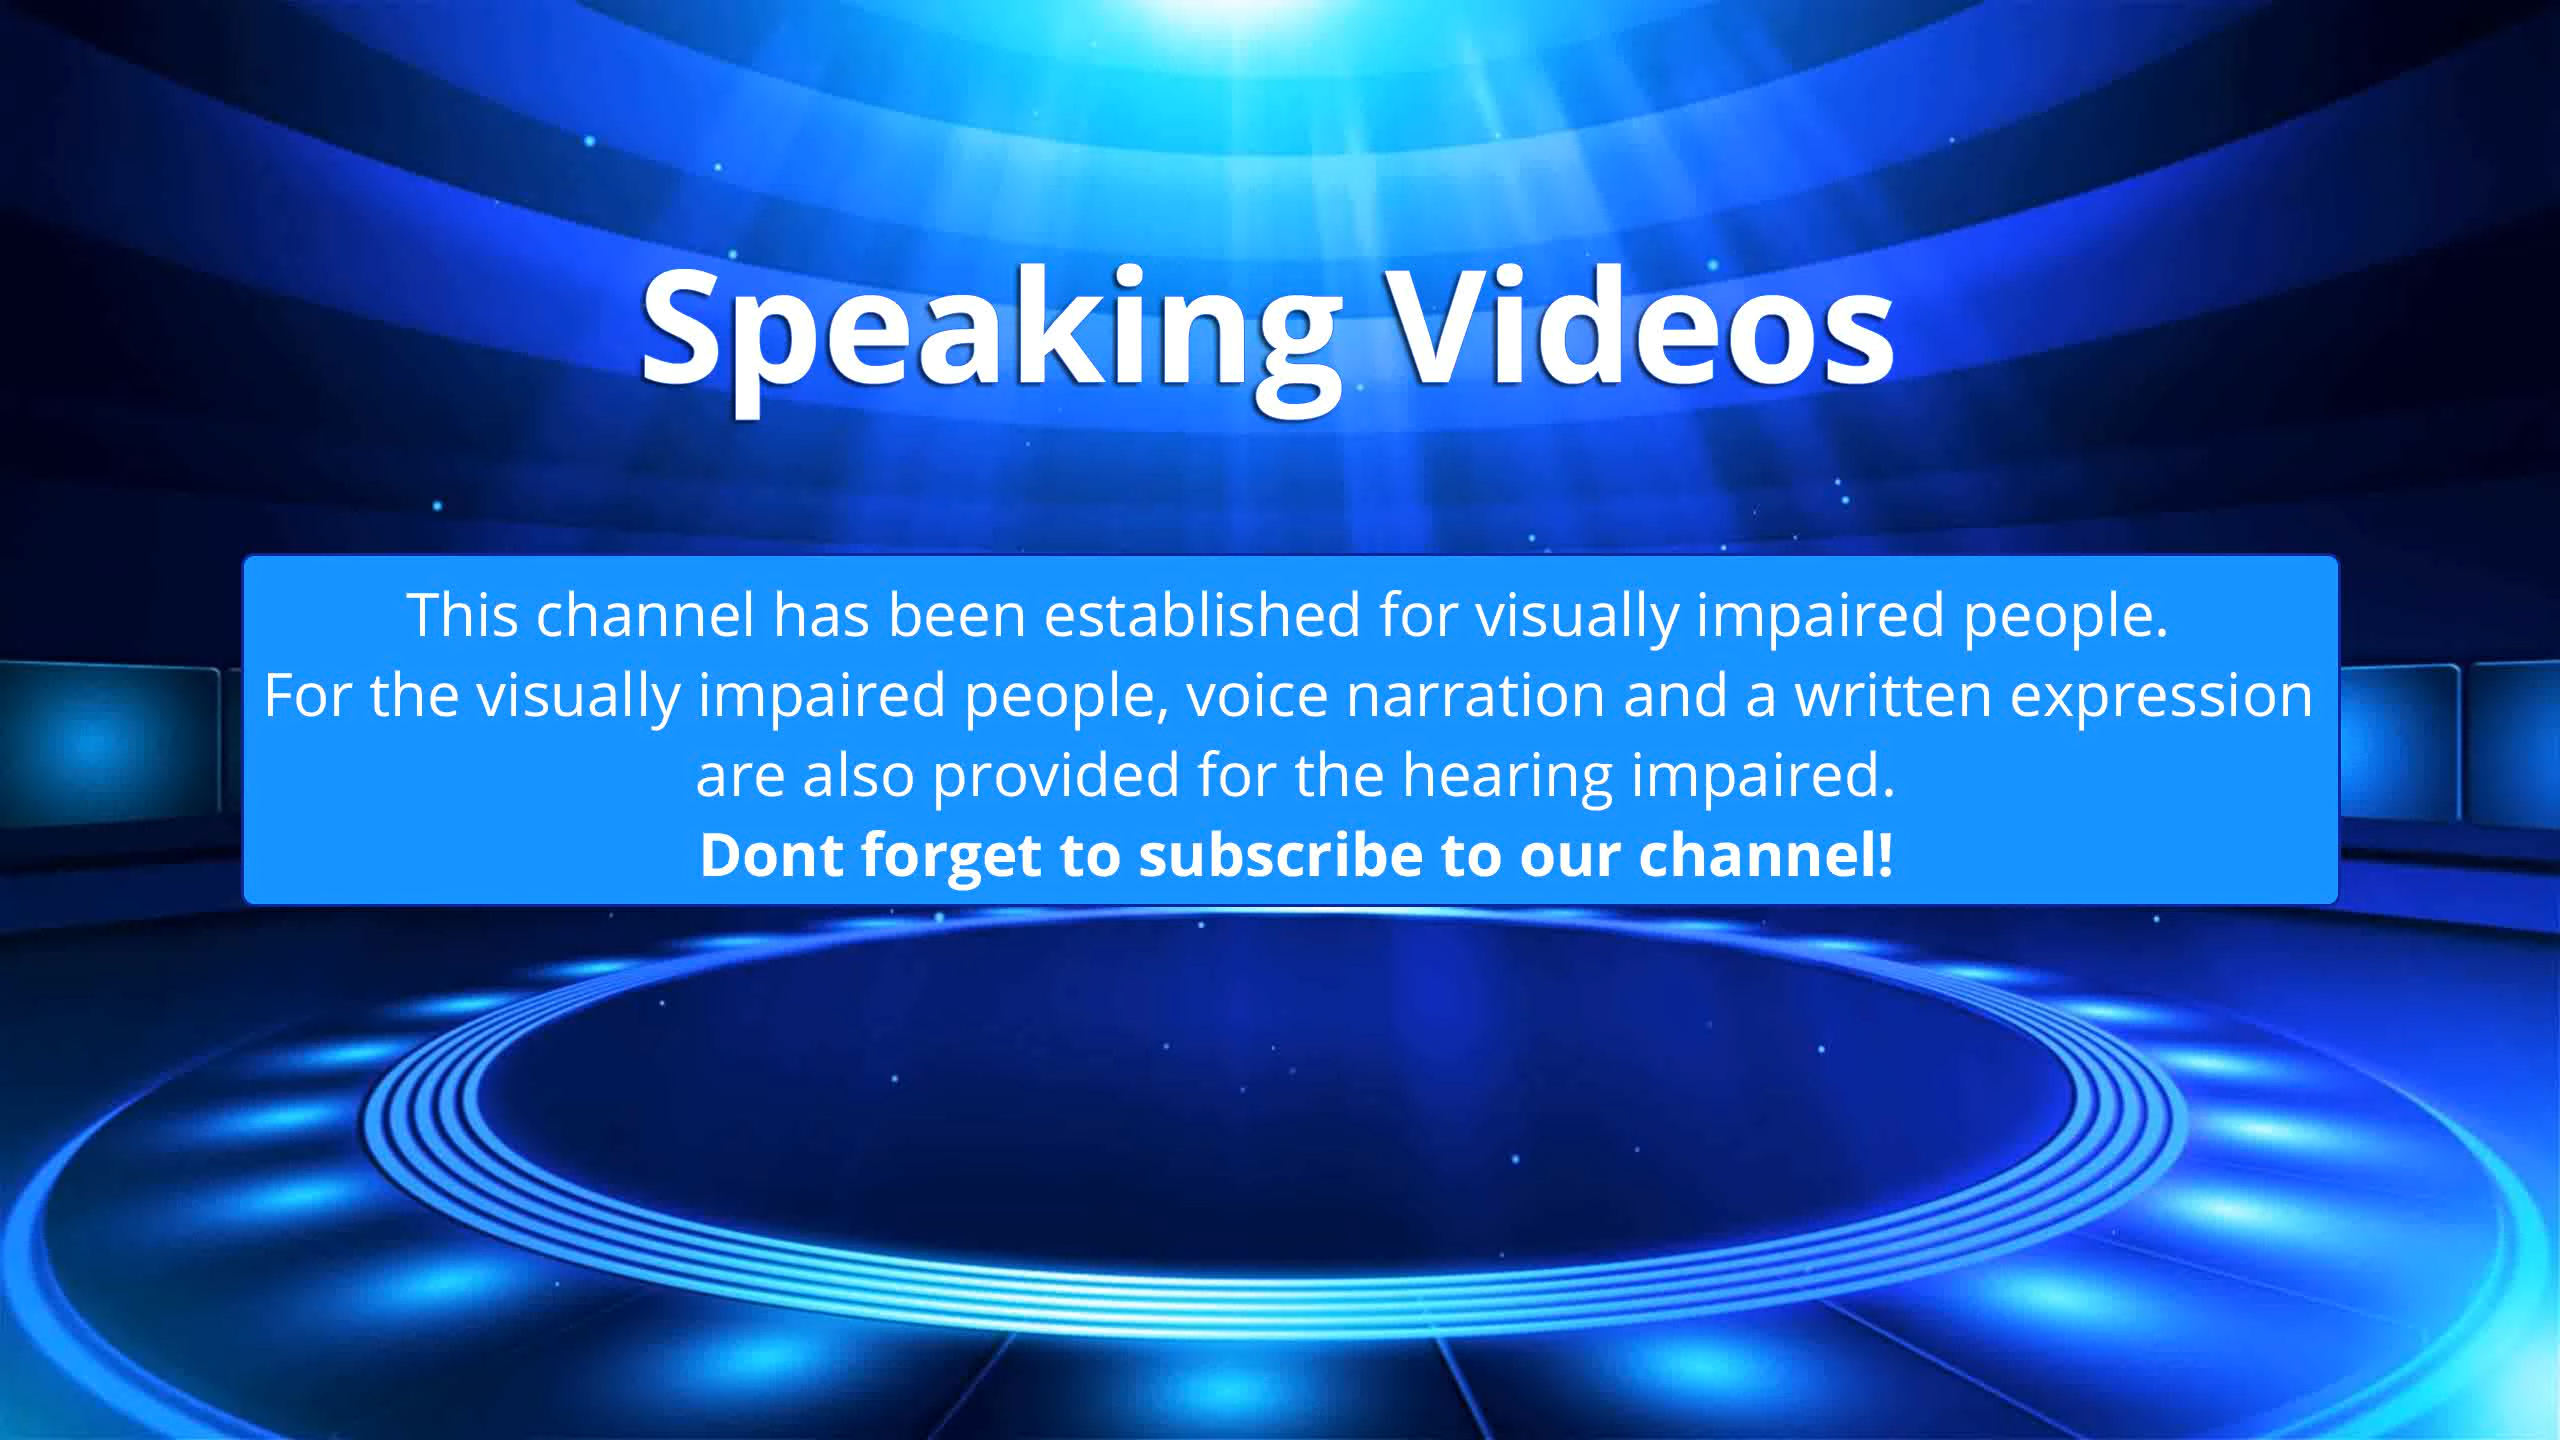 Speaking Videos
This channel has been established for visually impaired people.
For the visually impaired people, voice narration and a written expression
are also provided for the hearing impaired.
Dont forget to subscribe to our channel!